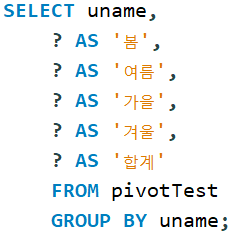 SELECT uname,
? AS '봄',
? AS '여름',
? AS '가을',
? AS '겨울',
? AS '합계'
FROM pivotTest
GROUP BY uname;